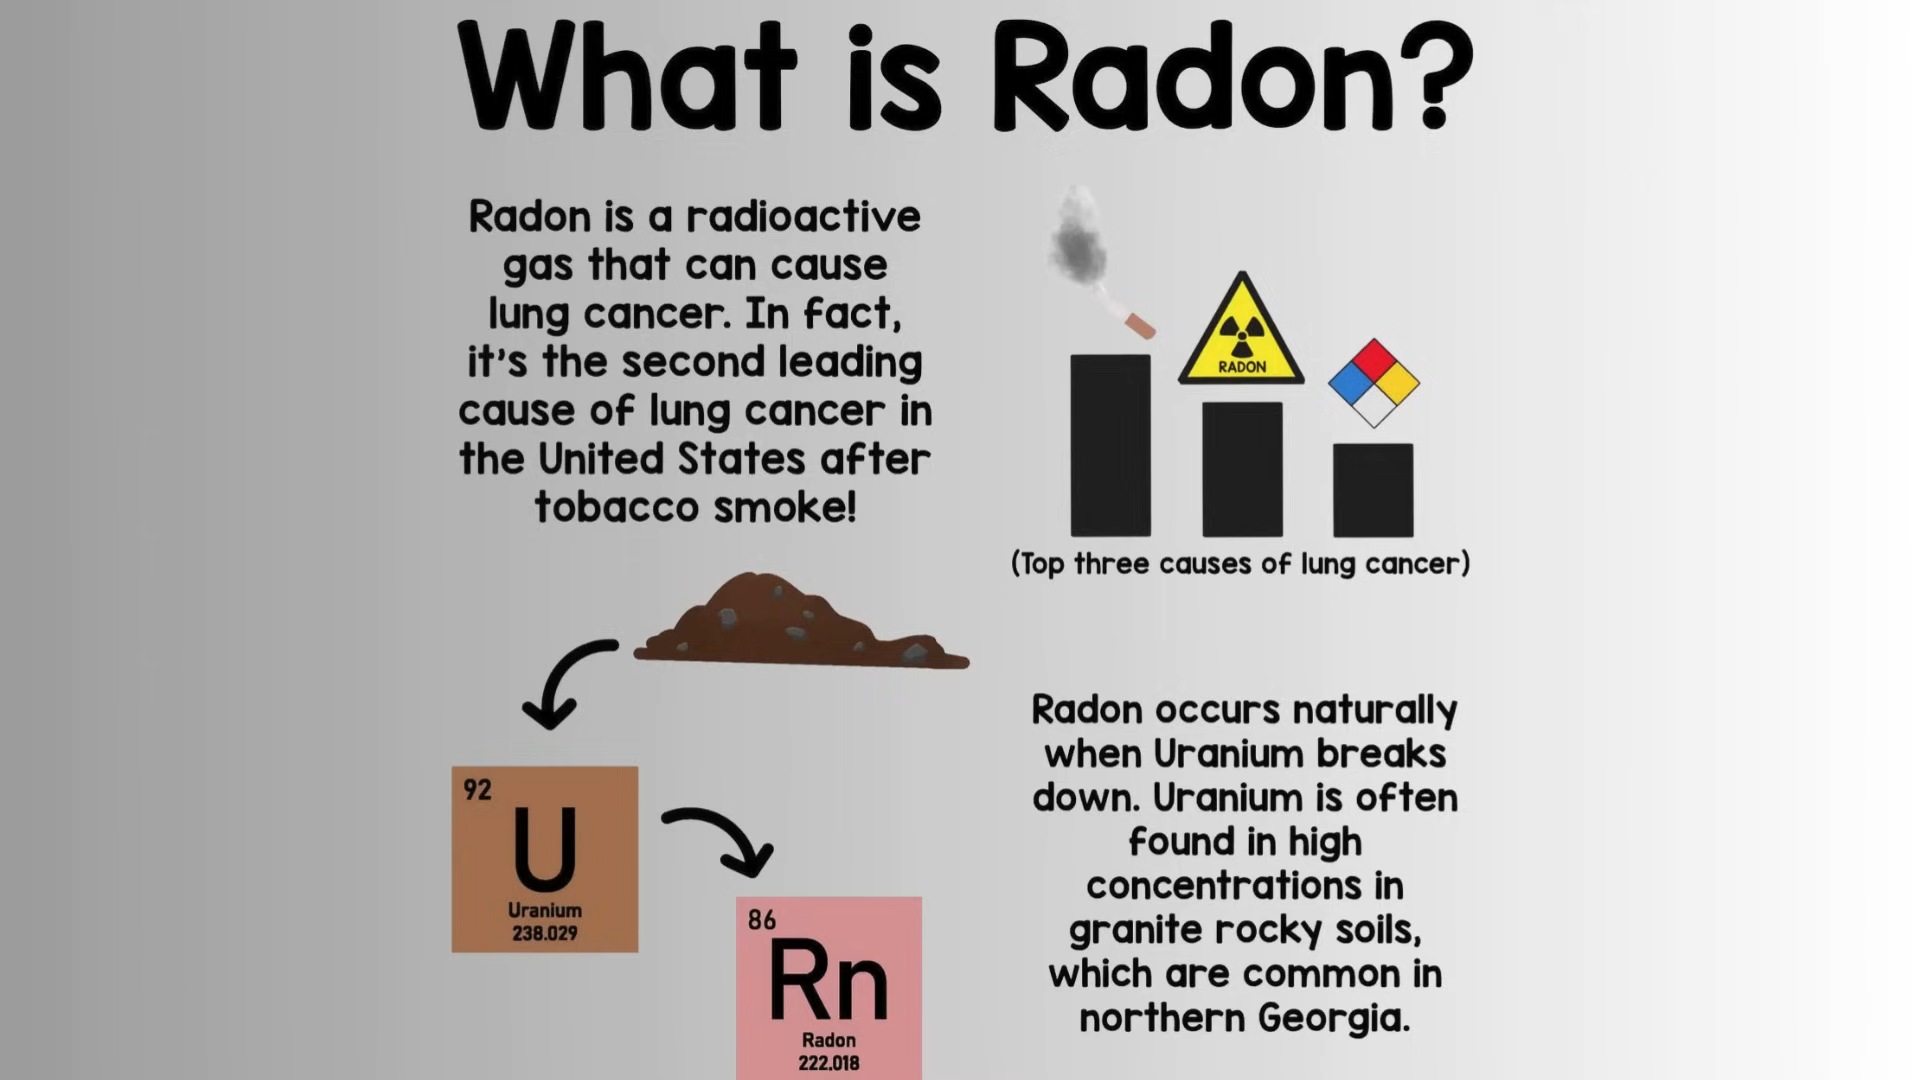 What is Radon?
Radon is a radioactive
gas that can cause
lung cancer. In fact,
it's the second leading
cause of lung cancer in
the United States after
tobacco smoke!
RADON
(Top three causes of lung cancer)
92
U
Uranium
238.029
86
Rn
Radon
222.018
Radon occurs naturally
when Uranium breaks
down. Uranium is often
found in high
concentrations in
granite rocky soils,
which are common in
northern Georgia.